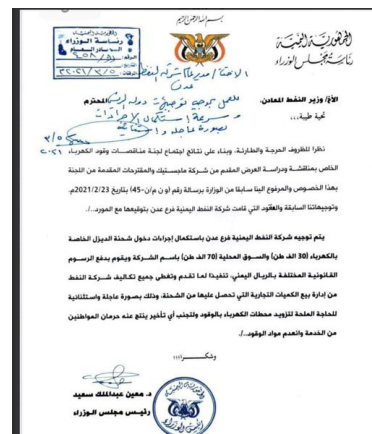 بسم الله الرحمن الرحيم
الجمهورية اليمنية
رئاسة مجلس الوزراء
رئاسة الوزراء
الأخ/ وزير النفط المعادن. المحترم
تحية طيبة،،،
نظرا للظروف الحرجة والطارئة، وبناء على نتائج اجتماع لجنة مناقصات وقود الكهرباء
الخاص بمناقشة ودراسة العرض المقدم من شركة ماجستيك والمقترحات المقدمة من اللجنة
بهذا الخصوص والمرفوع الينا سابقا من الوزارة برسالة رقم (و ن م/ن-45) بتاريخ 2021/2/23م.
وتوجيهاتنا السابقة والعقود التي قامت شركة النفط اليمنية فرع عدن بتوقيعها مع المورد../.
يتم توجيه شركة النفط اليمنية فرع عدن باستكمال إجراءات دخول شحنة الديزل الخاصة
بالكهرباء (30 الف طن) والسوق المحلية (70 الف طن) باسم الشركة ويقوم بدفع الرسوم
القانونية المختلفة بالريال اليمني، تنفيذا لما تقدم وتغطى جميع تكاليف شركة النفط
من إدارة بيع الكميات التجارية التي تحصل عليها من الشحنة، وذلك بصورة عاجلة واستثنائية
للحاجة الملحة لتزويد محطات الكهرباء بالوقود ولتجنب أي تأخير ينتج عنه حرمان المواطنين
من الخدمة وانعدم مواد الوقود../.
وشكرا،،،،
د. معين عبدالملك سعيد
رئيس مجلس الوزراء